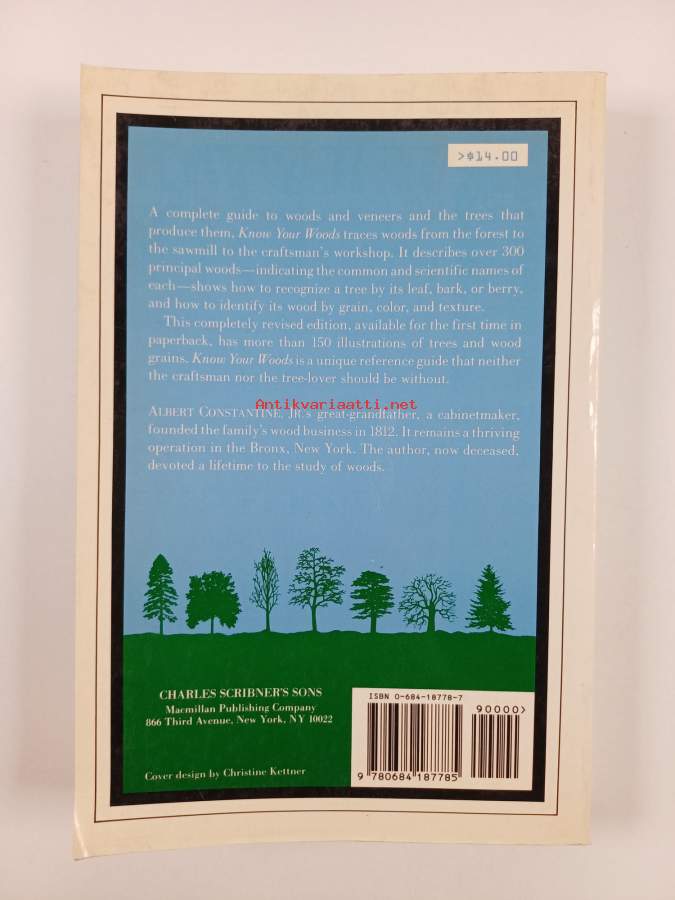 >$14.00
A complete guide to woods and veneers and the trees that
produce them, Know Your Woods traces woods from the forest to
the sawmill to the craftsman's workshop. It describes over 300
principal woods—indicating the common and scientific names of
each—shows how to recognize a tree by its leaf, bark, or berry,
and how to identify its wood by grain, color, and texture.
This completely revised edition, available for the first time in
paperback, has more than 150 illustrations of trees and wood
grains. Know Your Woods is a unique reference guide that neither
the craftsman nor the tree-lover should be without.
Antikvariaatti.net
ALBERT CONSTANTINE, JR.'s great-grandfather, a cabinetmaker,
founded the family's wood business in 1812. It remains a thriving
operation in the Bronx, New York. The author, now deceased,
devoted a lifetime to the study of woods.
CHARLES SCRIBNER'S SONS
Macmillan Publishing Company
866 Third Avenue, New York, NY 10022
Cover design by Christine Kettner
ISBN 0-684-18778-7
90000>
9 780684 187785